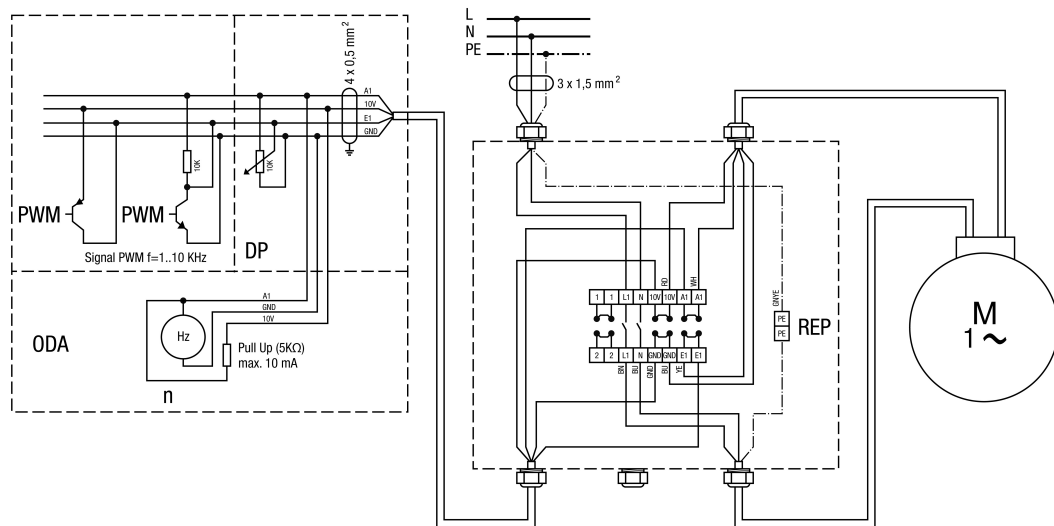 L
N
PE
4 x 0,5 mm²
3 x 1,5 mm²
A1
10V
E1
GND
10K
10K
PWM
PWM
DP
Signal PWM f=1..10 KHz
A1
GND
10V
ODA
Hz
Pull Up (5KΩ)
max. 10 mA
n
RD
WH
GNYE
1 1 L1 N 10V 10V A1 A1
PE
PE
REP
2 2 L1 N GND GND E1 E1
BN
BU
GND
BU
YE
M
1 ~